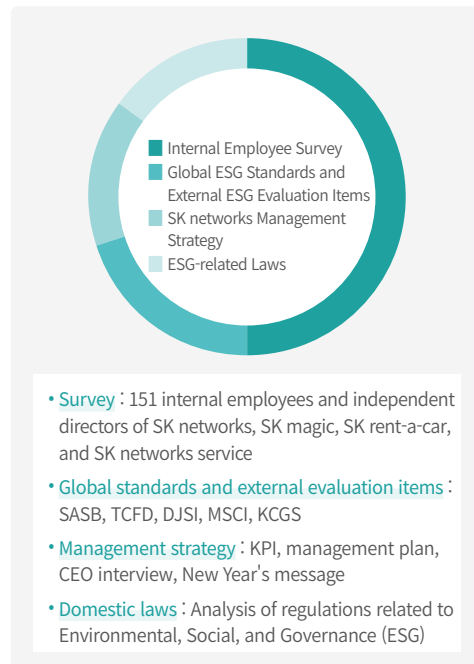 Internal Employee Survey
Global ESG Standards and
External ESG Evaluation Items
SK networks Management
Strategy
ESG-related Laws
• Survey : 151 internal employees and independent
directors of SK networks, SK magic, SK rent-a-car,
and SK networks service
• Global standards and external evaluation items :
SASB, TCFD, DJSI, MSCI, KCGS
• Management strategy : KPI, management plan,
CEO interview, New Year's message
• Domestic laws : Analysis of regulations related to
Environmental, Social, and Governance (ESG)